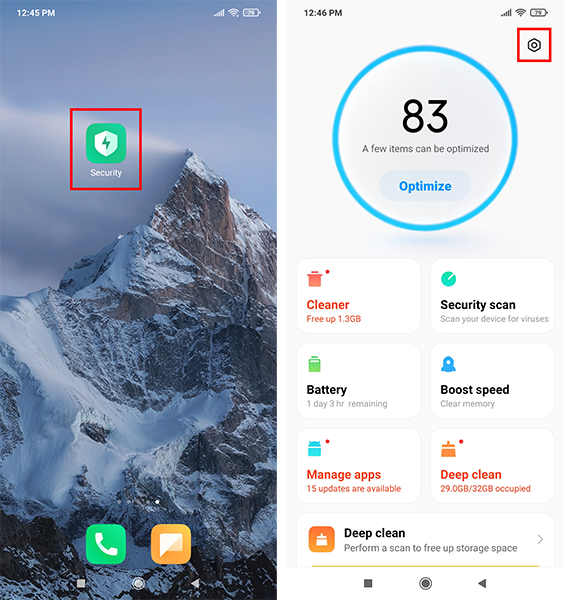 12:45 PM
79
Security
12:46 PM
79
83
A few items can be optimized
Optimize
Cleaner
Free up 1.3GB
Security scan
Scan your device for viruses
Battery
1 day 3 hr remaining
Boost speed
Clear memory
Manage apps
15 updates are available
Deep clean
29.0GB/32GB occupied
Deep clean
Perform a scan to free up storage space